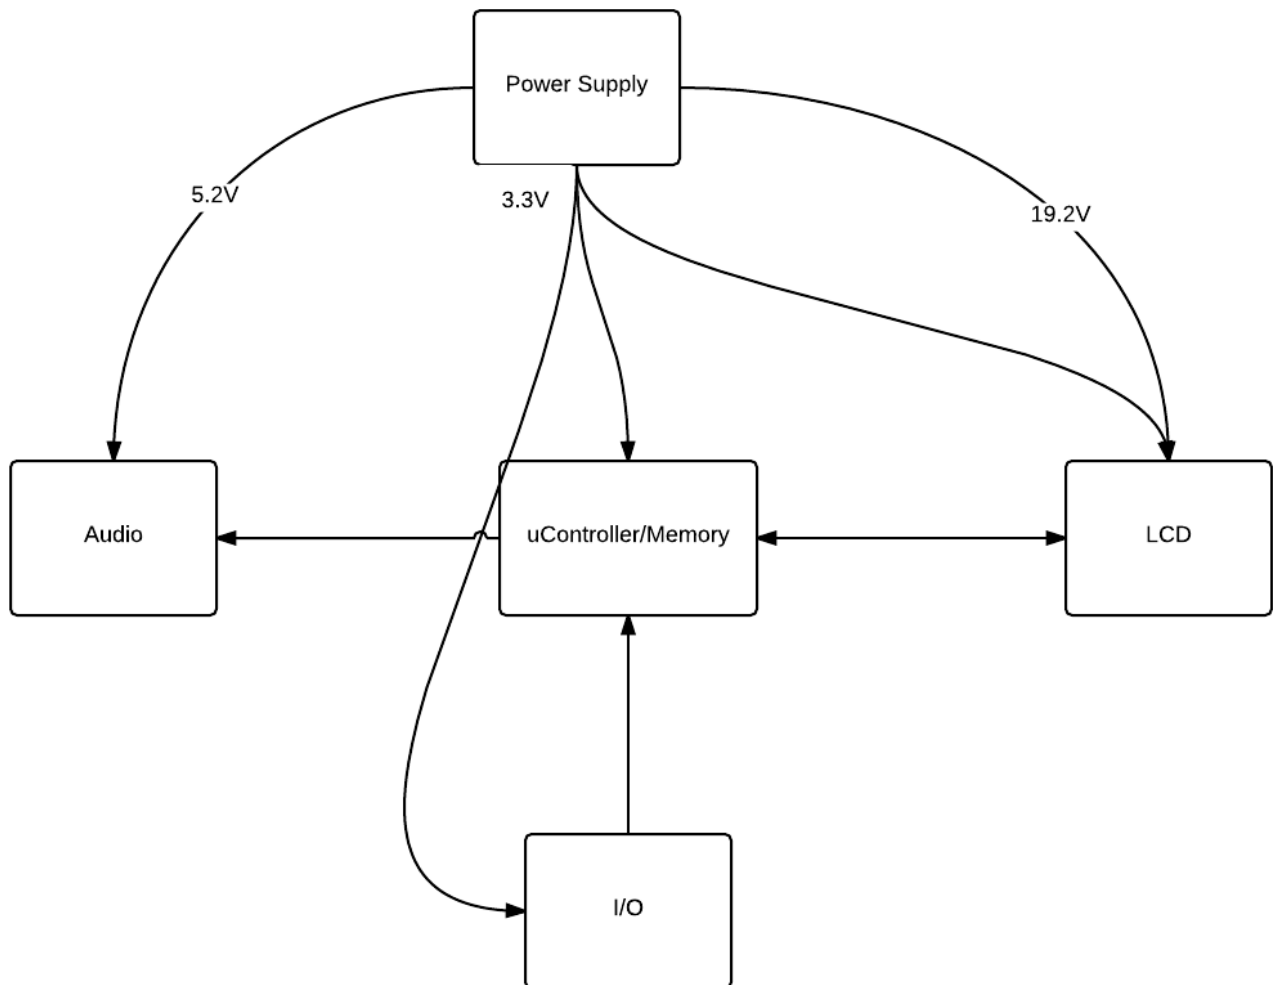 Power Supply
5.2V
3.3V
19.2V
Audio
uController/Memory
LCD
I/O